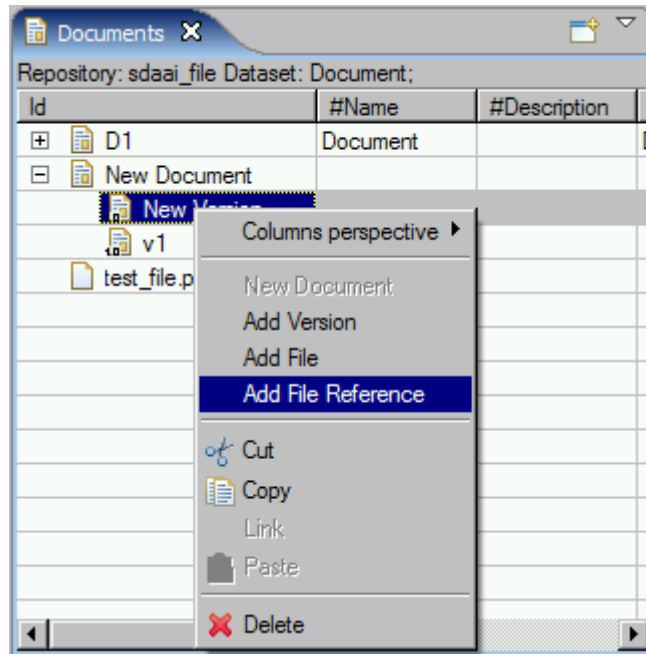 Documents
Repository: sdaai_file Dataset: Document;
Id #Name #Description
D1 Document
New Document
New
v1
test_file.p
Columns perspective
New Document
Add Version
Add File
Add File Reference
Cut
Copy
Link
Paste
Delete